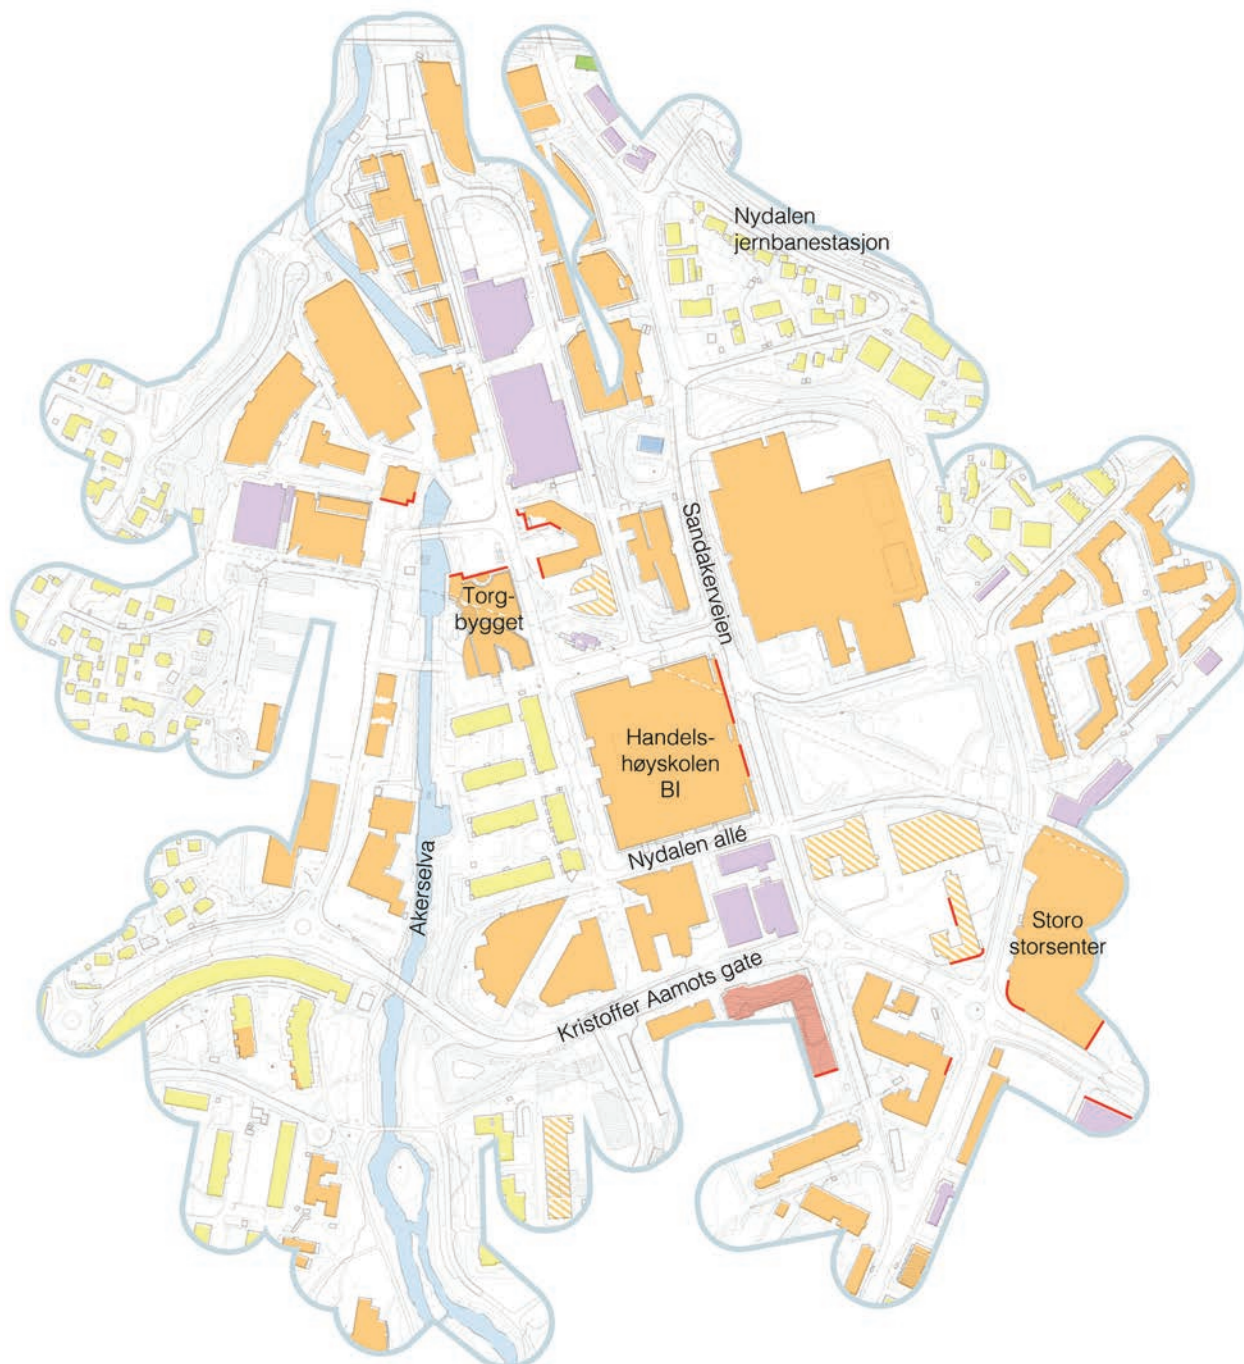 Nydalen
jernbanestasjon
Sandakerveien
Torg-
bygget
Handels-
høyskolen
BI
Nydalen allé
Akerselva
Storo
storsenter
Kristoffer Aamots gate